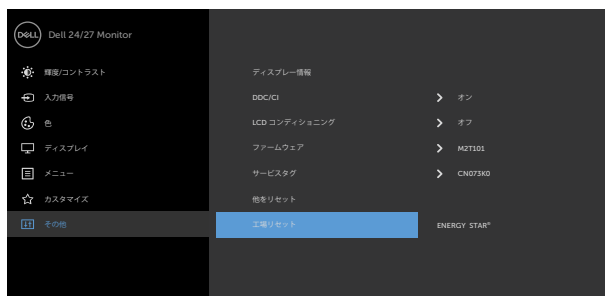 DELL Dell 24/27 Monitor
輝度/コントラスト
入力信号
色
ディスプレイ
メニュー
カスタマイズ
その他
ディスプレー情報
DDC/CI オン
LCD コンディショニング オフ
ファームウェア M2T101
サービスタグ CN073K0
他をリセット
工場リセット ENERGY STAR®